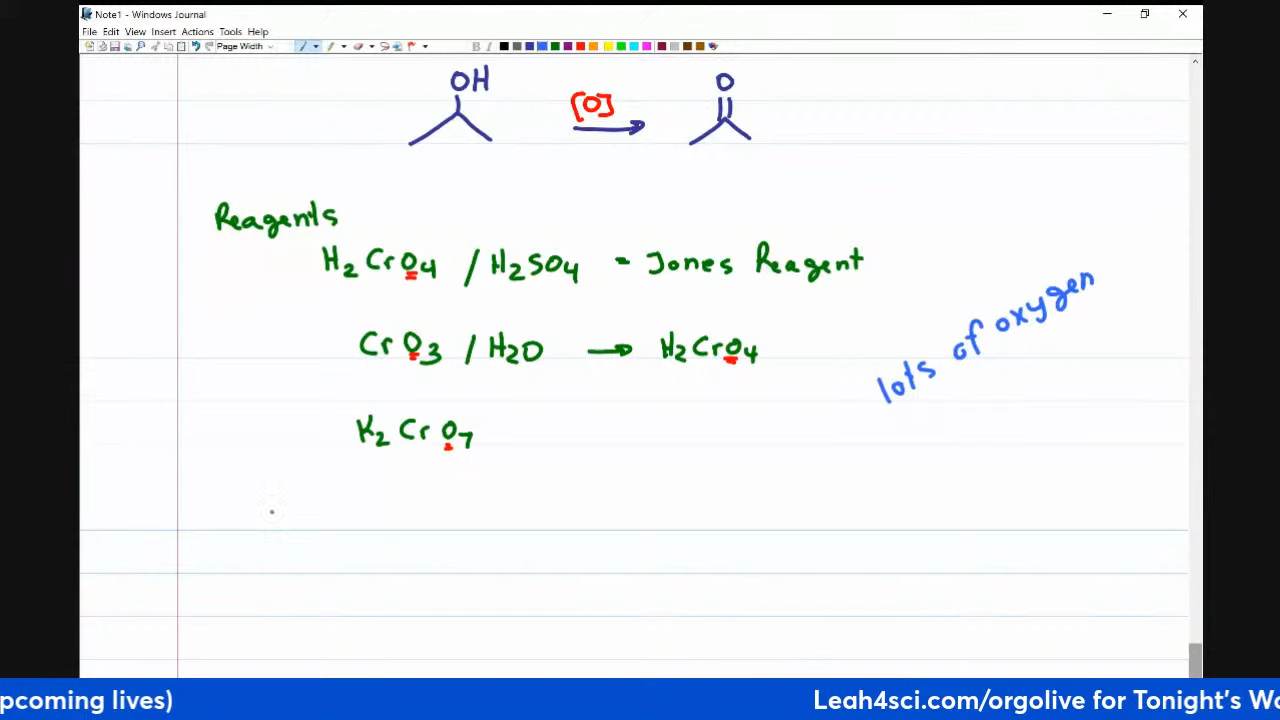 Note1 - Windows Journal
File Edit View Insert Actions Tools Help
Page Width
B I
OH
[O]
O
Reagents
H2CrO4 / H2SO4 = Jones Reagent
CrO3 / H2O → H2CrO4
lots of oxygen
K2CrO7
pcoming lives)
Leah4sci.com/orgolive for Tonight's Wo